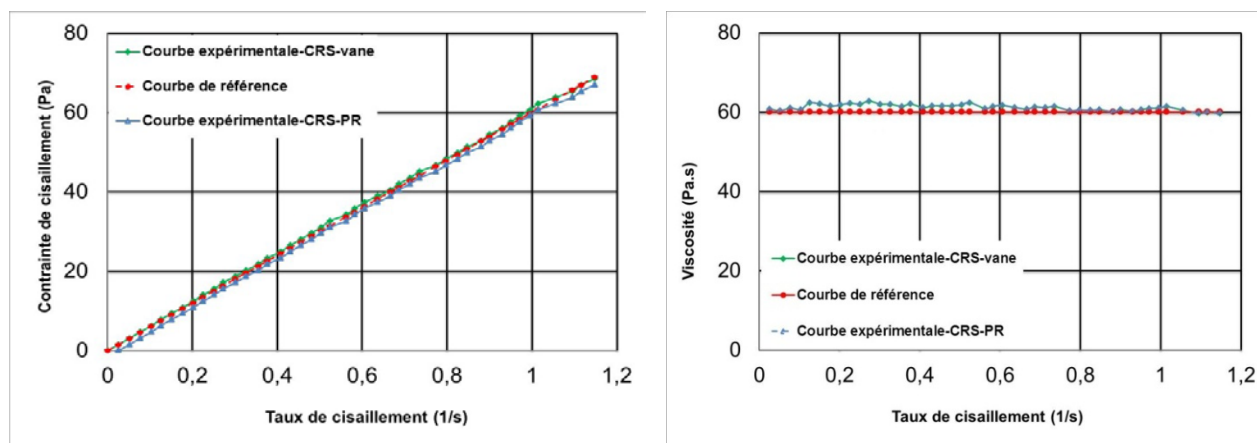 80
60
40
20
0
Contrainte de cisaillement (Pa)
Courbe expérimentale-CRS-vane
Courbe de référence
Courbe expérimentale-CRS-PR
0 0,2 0,4 0,6 0,8 1 1,2
Taux de cisaillement (1/s)
80
60
40
20
0
Viscosité (Pa.s)
Courbe expérimentale-CRS-vane
Courbe de référence
Courbe expérimentale-CRS-PR
0 0,2 0,4 0,6 0,8 1 1,2
Taux de cisaillement (1/s)